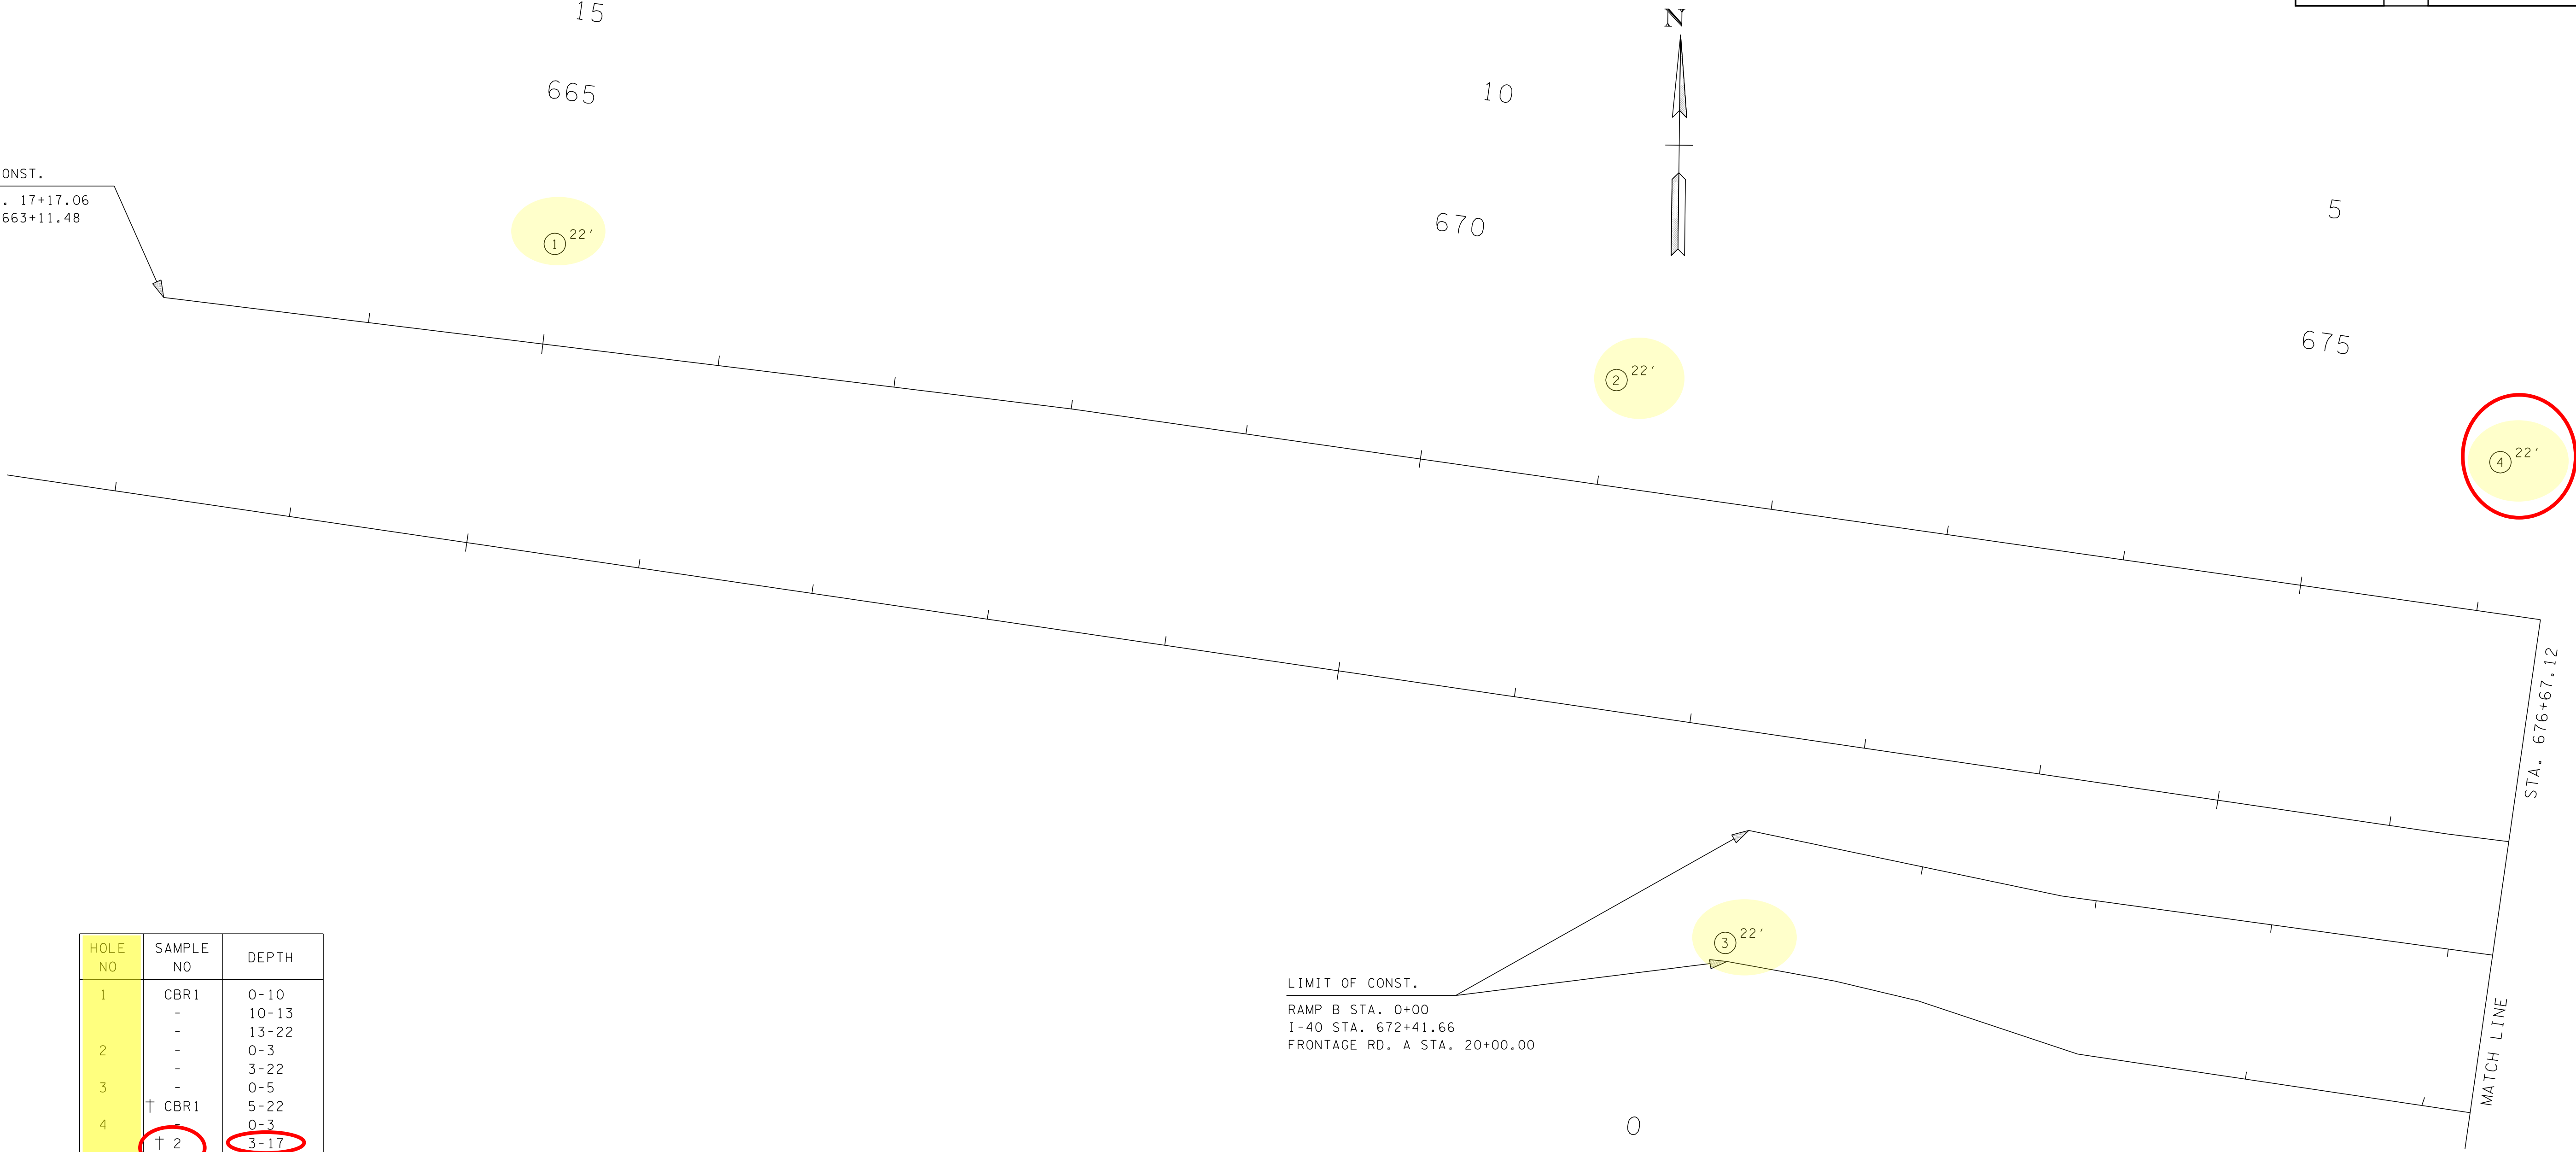 15
N
665
10
ONST.
. 17+17.06
663+11.48
5
1 22'
670
675
2 22'
4 22'
STA. 676+67.12
3 22'
HOLE NO SAMPLE NO DEPTH
1 CBR1 0-10
- 10-13
- 13-22
2 - 0-3
- 3-22
3 - 0-5
† CBR1 5-22
4 - 0-3
† 2 3-17
LIMIT OF CONST.
RAMP B STA. 0+00
I-40 STA. 672+41.66
FRONTAGE RD. A STA. 20+00.00
MATCH LINE
0